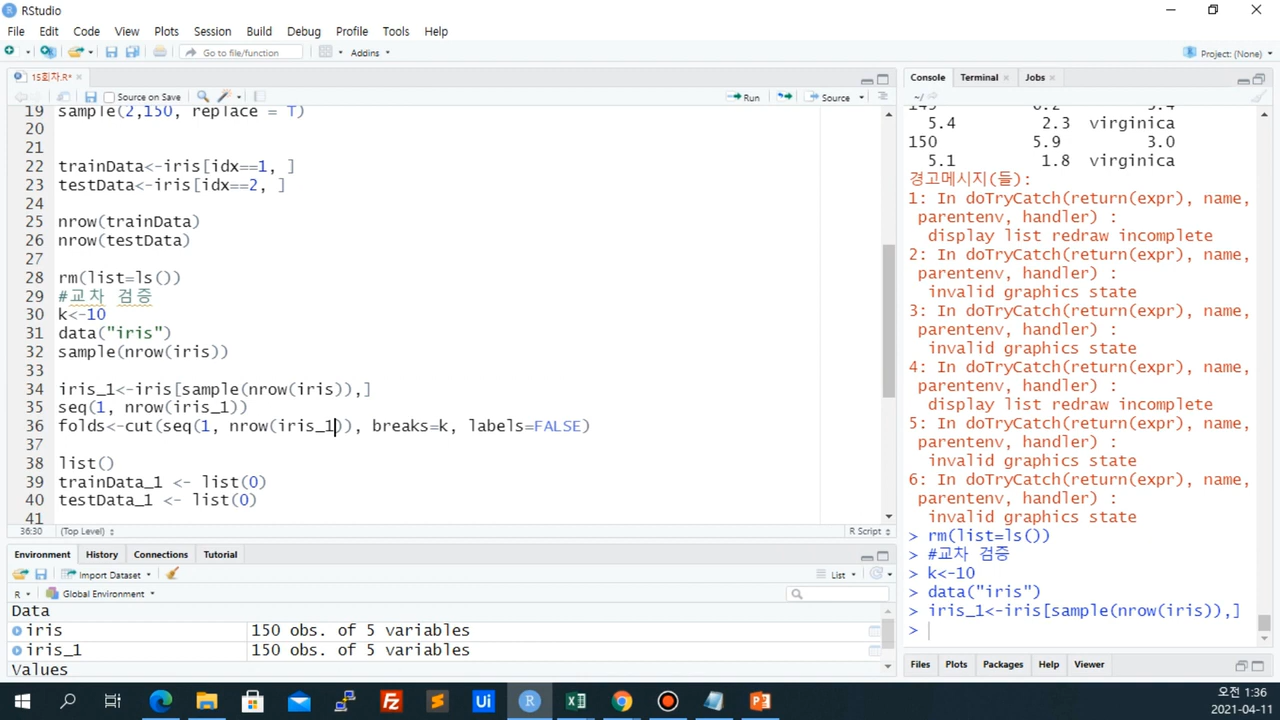 RStudio
File Edit Code View Plots Session Build Debug Profile Tools Help
Go to file/function Addins Project: (None)
15회차.R*
Source on Save Run Source
19 sample(2,150, replace = T)
20
21
22 trainData<-iris[idx==1, ]
23 testData<-iris[idx==2, ]
24
25 nrow(trainData)
26 nrow(testData)
27
28 rm(list=ls())
29 #교차 검증
30 k<-10
31 data("iris")
32 sample(nrow(iris))
33
34 iris_1<-iris[sample(nrow(iris)),]
35 seq(1, nrow(iris_1))
36 folds<-cut(seq(1, nrow(iris_1)), breaks=k, labels=FALSE)
37
38 list()
39 trainData_1 <- list(0)
40 testData_1 <- list(0)
41
36:30 (Top Level) R Script
Environment History Connections Tutorial
Import Dataset List
R Global Environment
Data
iris 150 obs. of 5 variables
iris_1 150 obs. of 5 variables
Values
Console Terminal Jobs
~/
149 6.2 3.4
5.4 2.3 virginica
150 5.9 3.0
5.1 1.8 virginica
경고메시지(들):
1: In doTryCatch(return(expr), name,
parentenv, handler) :
display list redraw incomplete
2: In doTryCatch(return(expr), name,
parentenv, handler) :
invalid graphics state
3: In doTryCatch(return(expr), name,
parentenv, handler) :
invalid graphics state
4: In doTryCatch(return(expr), name,
parentenv, handler) :
display list redraw incomplete
5: In doTryCatch(return(expr), name,
parentenv, handler) :
invalid graphics state
6: In doTryCatch(return(expr), name,
parentenv, handler) :
invalid graphics state
> rm(list=ls())
> #교차 검증
> k<-10
> data("iris")
> iris_1<-iris[sample(nrow(iris)),]
>
Files Plots Packages Help Viewer
오전 1:36
2021-04-11